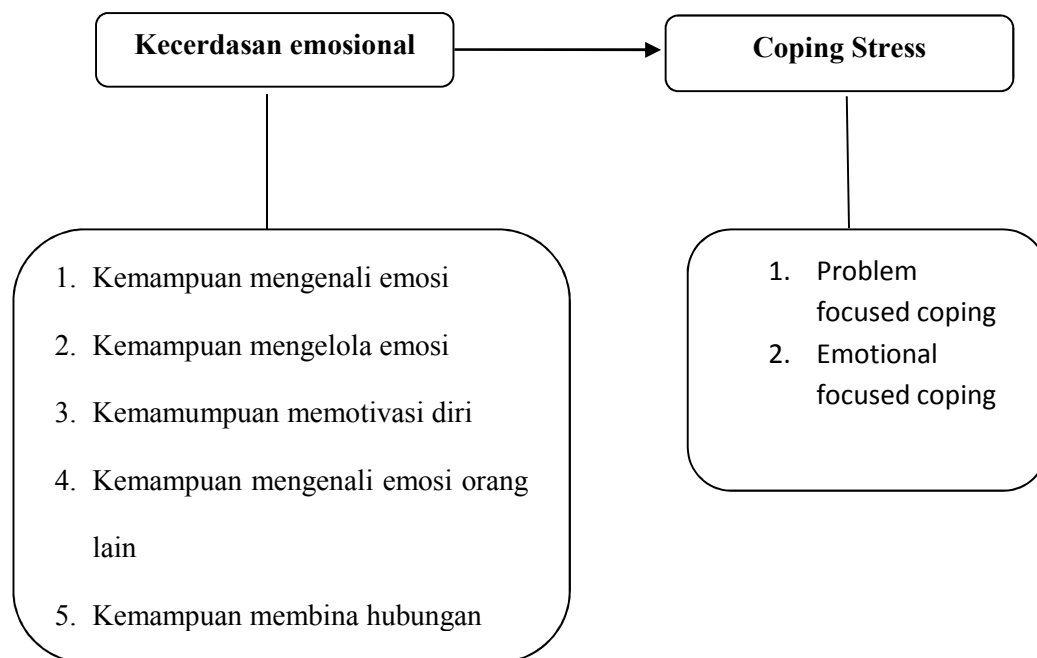 Kecerdasan emosional
Coping Stress
1. Kemampuan mengenali emosi
2. Kemampuan mengelola emosi
3. Kemamumpuan memotivasi diri
4. Kemampuan mengenali emosi orang
lain
5. Kemampuan membina hubungan
1. Problem
focused coping
2. Emotional
focused coping